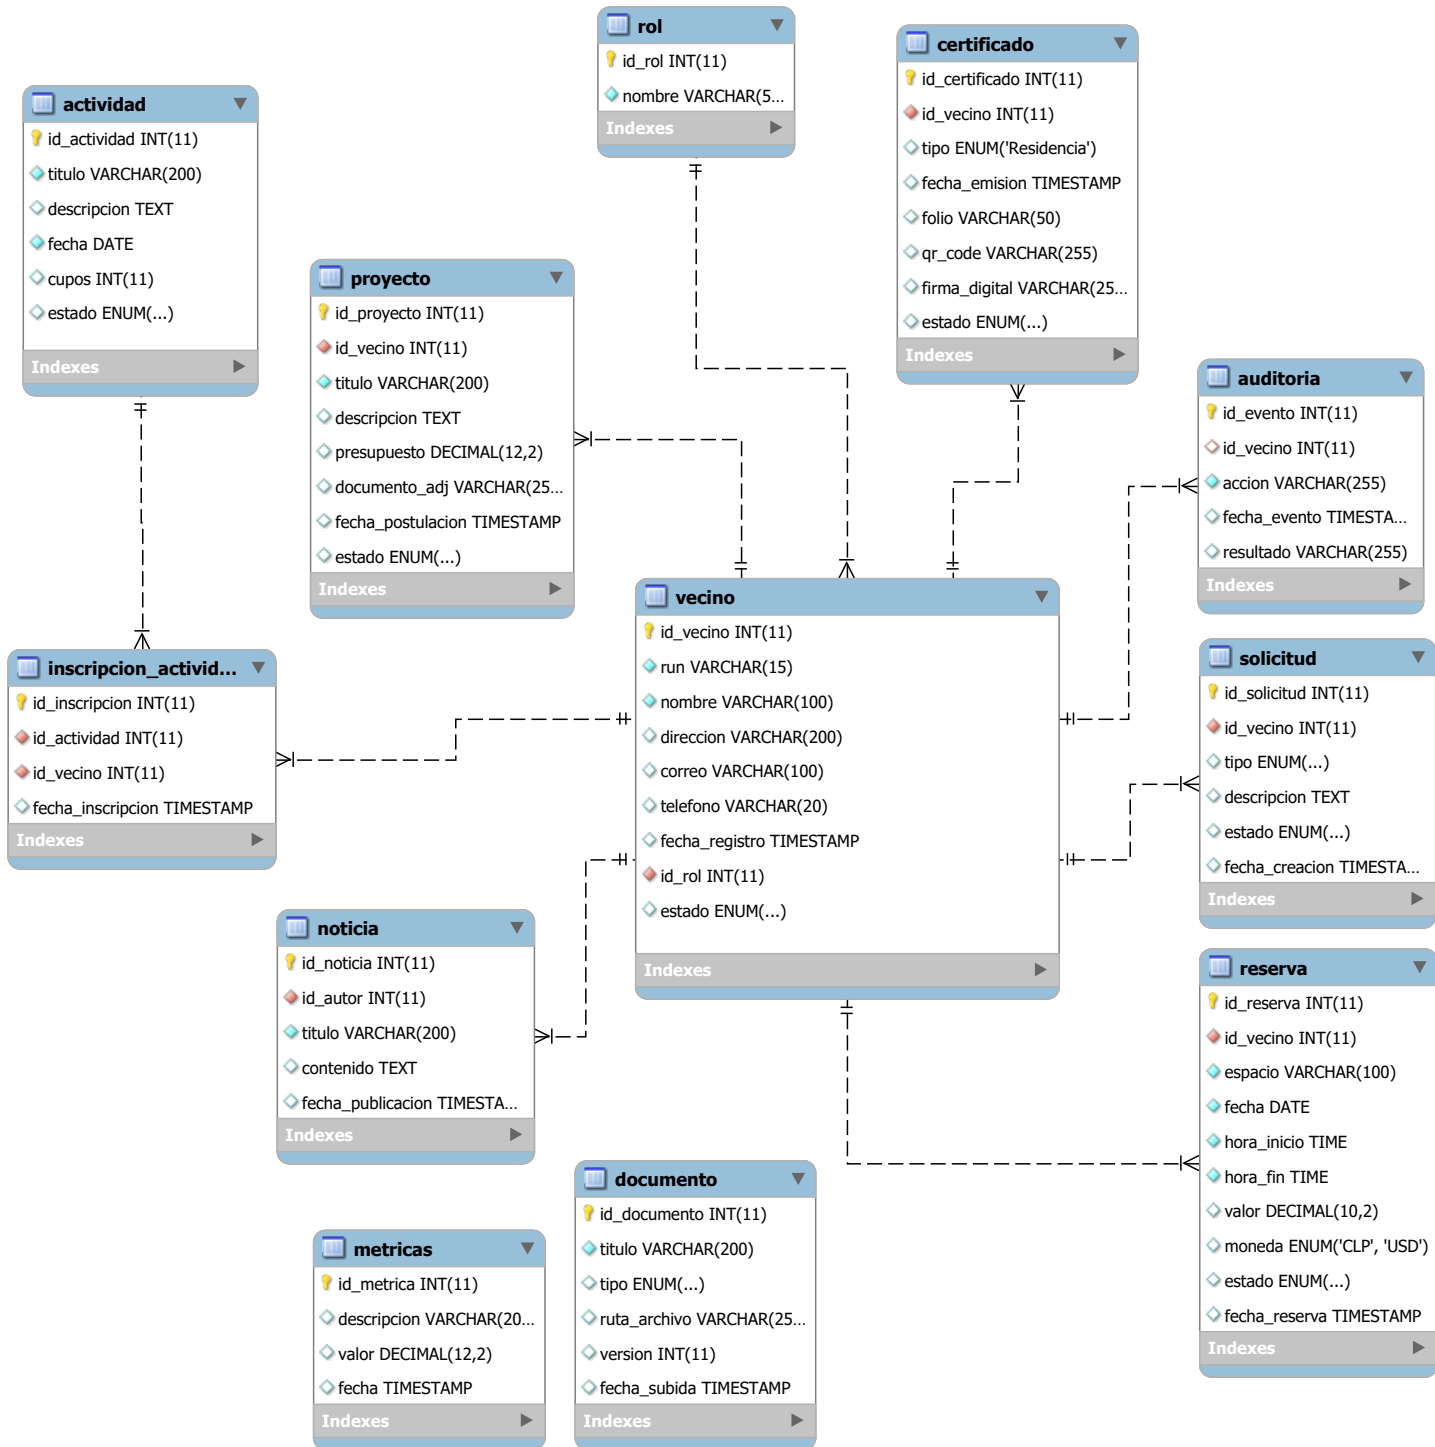 rol
id_rol INT(11)
nombre VARCHAR(5...
Indexes
certificado
id_certificado INT(11)
id_vecino INT(11)
tipo ENUM('Residencia')
fecha_emision TIMESTAMP
folio VARCHAR(50)
qr_code VARCHAR(255)
firma_digital VARCHAR(25...
estado ENUM(...)
Indexes
actividad
id_actividad INT(11)
titulo VARCHAR(200)
descripcion TEXT
fecha DATE
cupos INT(11)
estado ENUM(...)
Indexes
proyecto
id_proyecto INT(11)
id_vecino INT(11)
titulo VARCHAR(200)
descripcion TEXT
presupuesto DECIMAL(12,2)
documento_adj VARCHAR(25...
fecha_postulacion TIMESTAMP
estado ENUM(...)
Indexes
auditoria
id_evento INT(11)
id_vecino INT(11)
accion VARCHAR(255)
fecha_evento TIMESTA...
resultado VARCHAR(255)
Indexes
vecino
id_vecino INT(11)
run VARCHAR(15)
nombre VARCHAR(100)
direccion VARCHAR(200)
correo VARCHAR(100)
telefono VARCHAR(20)
fecha_registro TIMESTAMP
id_rol INT(11)
estado ENUM(...)
Indexes
solicitud
id_solicitud INT(11)
id_vecino INT(11)
tipo ENUM(...)
descripcion TEXT
estado ENUM(...)
fecha_creacion TIMESTA...
Indexes
inscripcion_activid...
id_inscripcion INT(11)
id_actividad INT(11)
id_vecino INT(11)
fecha_inscripcion TIMESTAMP
Indexes
noticia
id_noticia INT(11)
id_autor INT(11)
titulo VARCHAR(200)
contenido TEXT
fecha_publicacion TIMESTA...
Indexes
reserva
id_reserva INT(11)
id_vecino INT(11)
espacio VARCHAR(100)
fecha DATE
hora_inicio TIME
hora_fin TIME
valor DECIMAL(10,2)
moneda ENUM('CLP', 'USD')
estado ENUM(...)
fecha_reserva TIMESTAMP
Indexes
documento
id_documento INT(11)
titulo VARCHAR(200)
tipo ENUM(...)
ruta_archivo VARCHAR(25...
version INT(11)
fecha_subida TIMESTAMP
Indexes
metricas
id_metrica INT(11)
descripcion VARCHAR(20...
valor DECIMAL(12,2)
fecha TIMESTAMP
Indexes